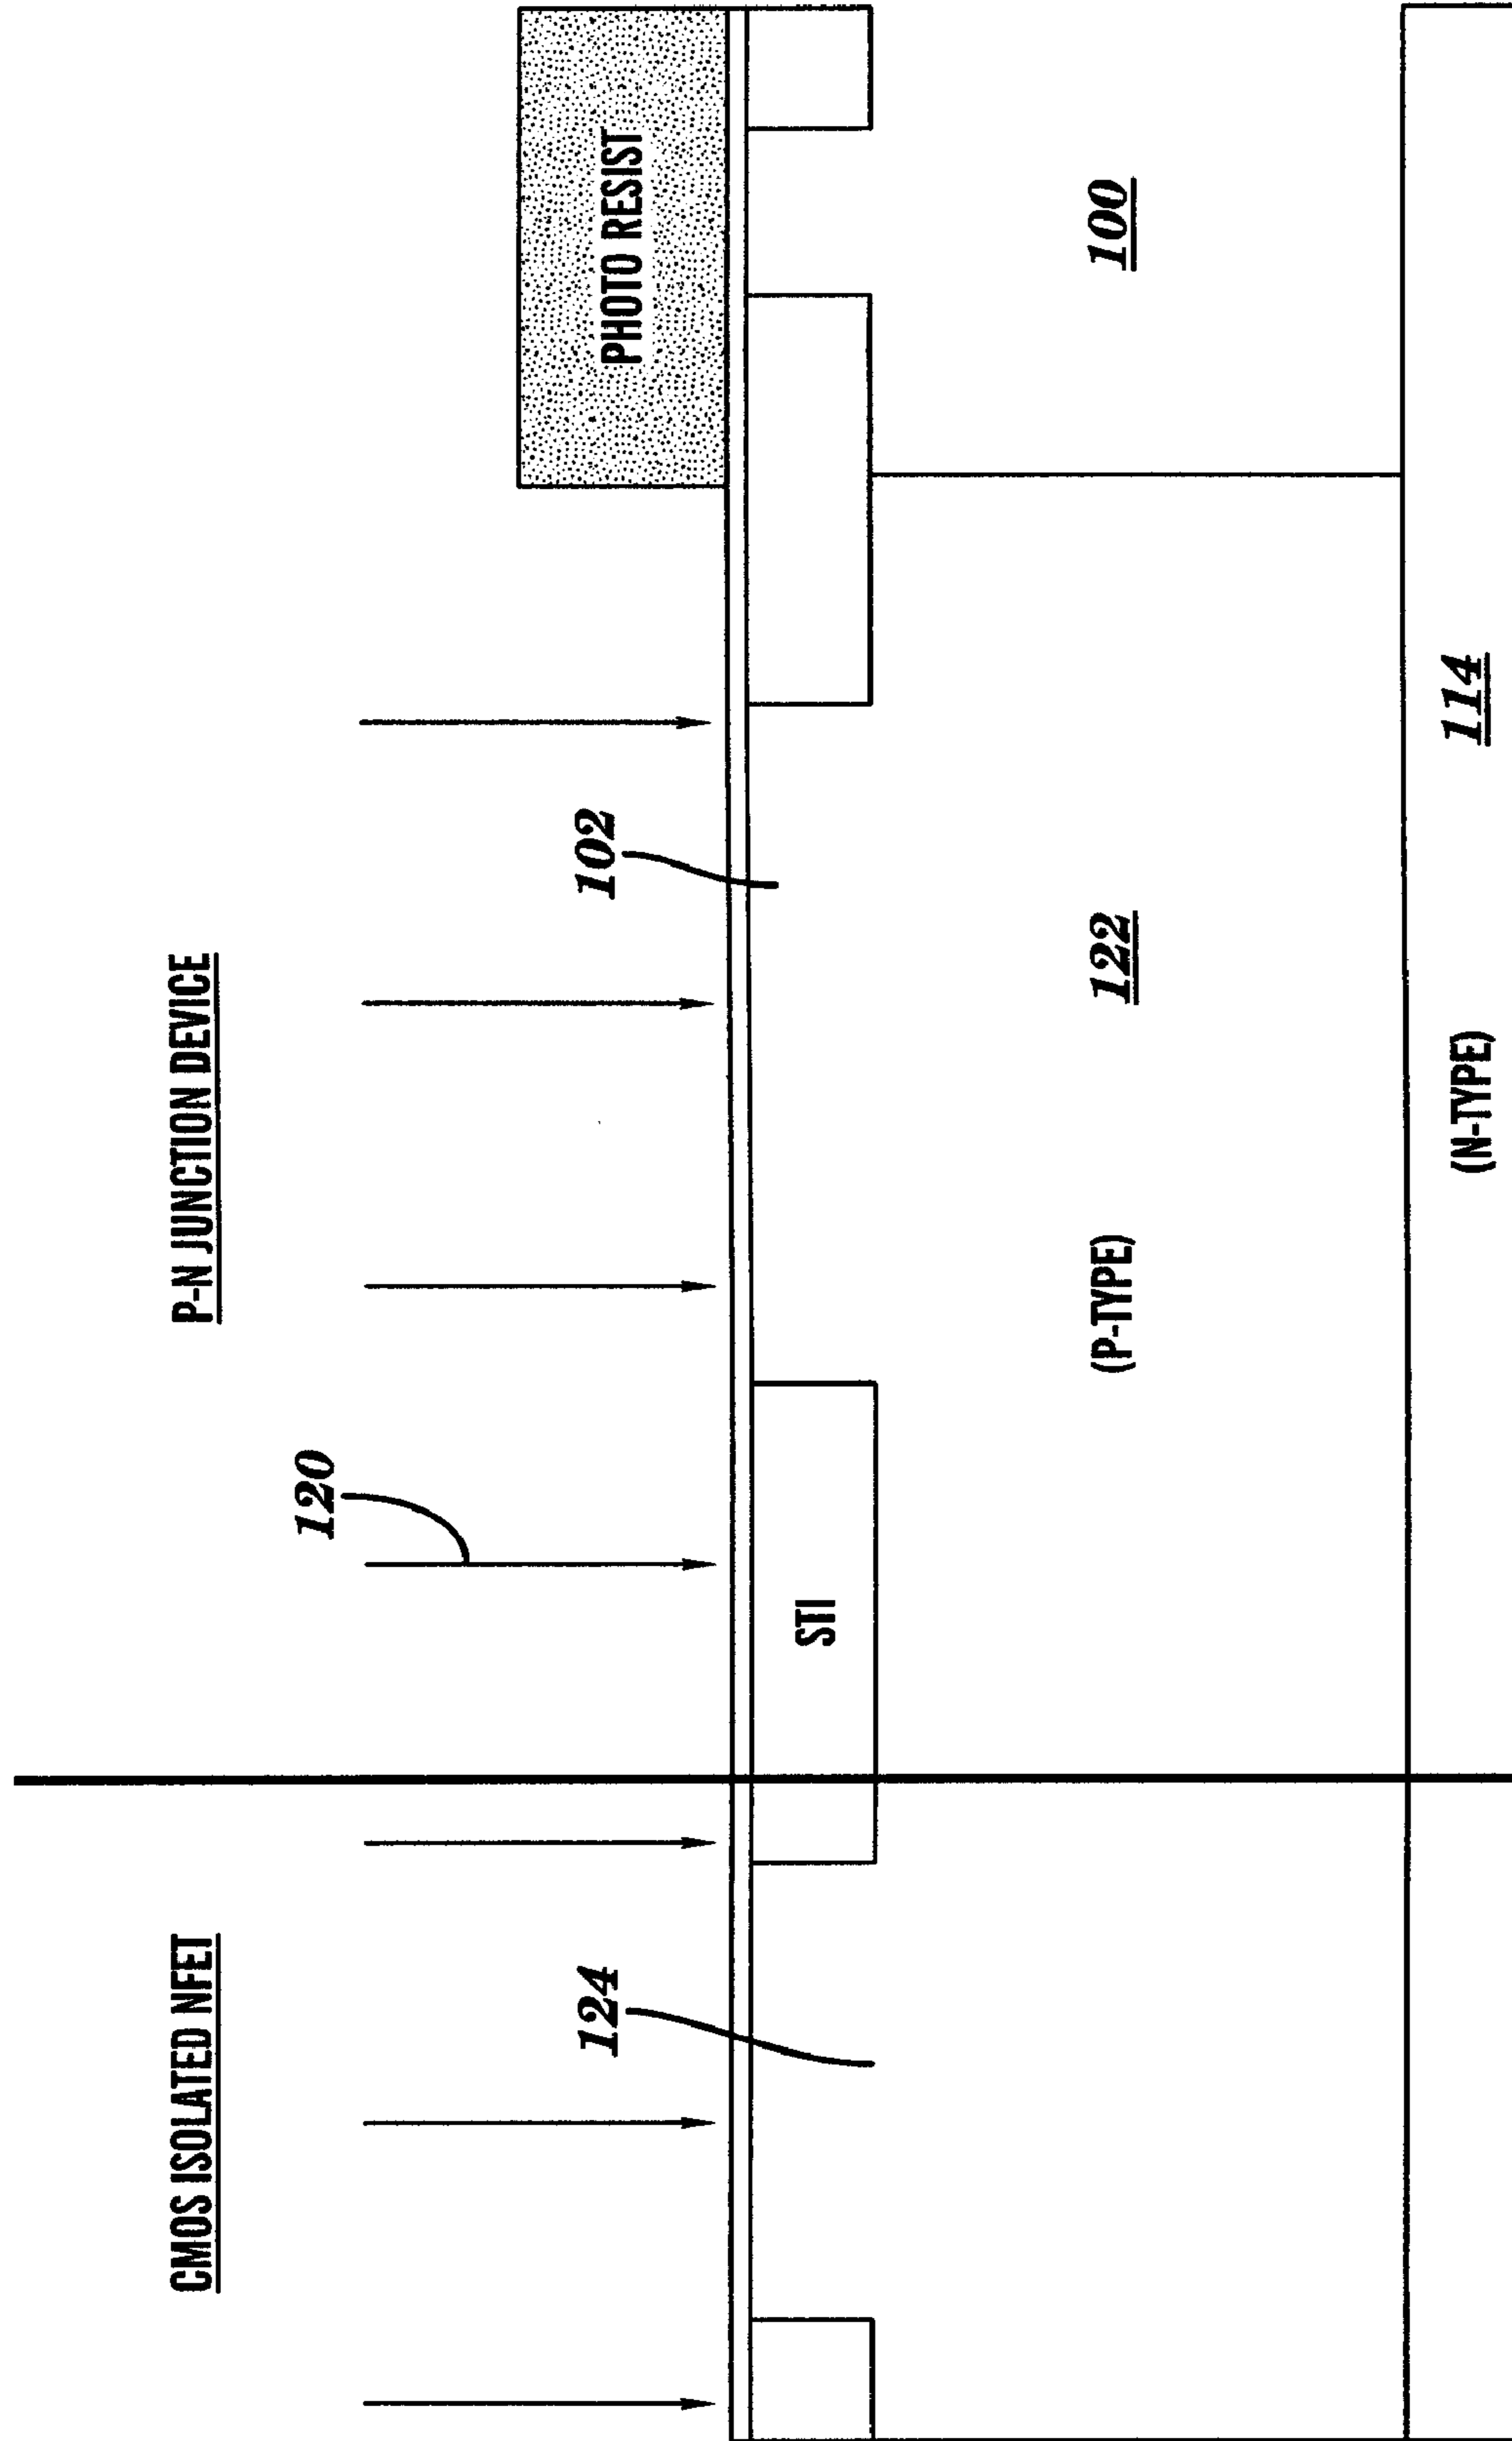 CMOS ISOLATED NFET
P-N JUNCTION DEVICE
120
124
102
PHOTO RESIST
STI
(P-TYPE)
122
100
(N-TYPE)
114